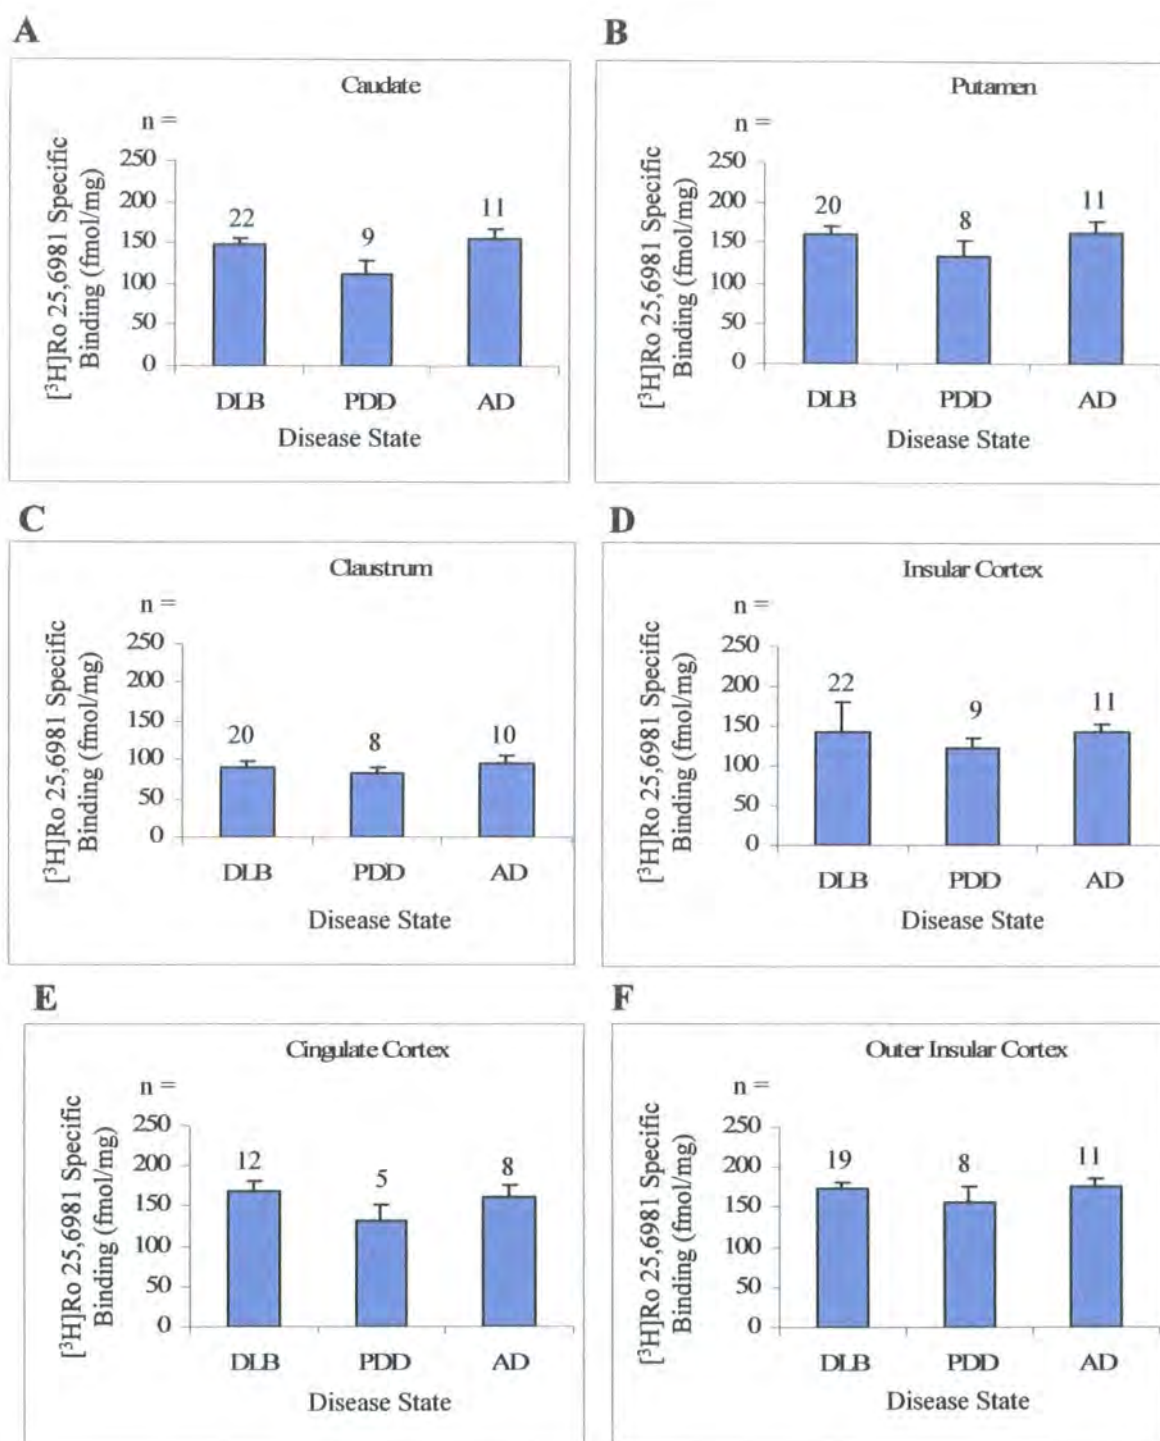 A
Caudate
n =
[³H]Ro 25,6981 Specific
Binding (fmol/mg)
250
200
150
100
50
0
22
9
11
DLB PDD AD
Disease State
B
Putamen
n =
[³H]Ro 25,6981 Specific
Binding (fmol/mg)
250
200
150
100
50
0
20
8
11
DLB PDD AD
Disease State
C
Claustrum
n =
[³H]Ro 25,6981 Specific
Binding (fmol/mg)
250
200
150
100
50
0
20
8
10
DLB PDD AD
Disease State
D
Insular Cortex
n =
[³H]Ro 25,6981 Specific
Binding (fmol/mg)
250
200
150
100
50
0
22
9
11
DLB PDD AD
Disease State
E
Cingulate Cortex
n =
[³H]Ro 25,6981 Specific
Binding (fmol/mg)
250
200
150
100
50
0
12
5
8
DLB PDD AD
Disease State
F
Outer Insular Cortex
n =
[³H]Ro 25,6981 Specific
Binding (fmol/mg)
250
200
150
100
50
0
19
8
11
DLB PDD AD
Disease State